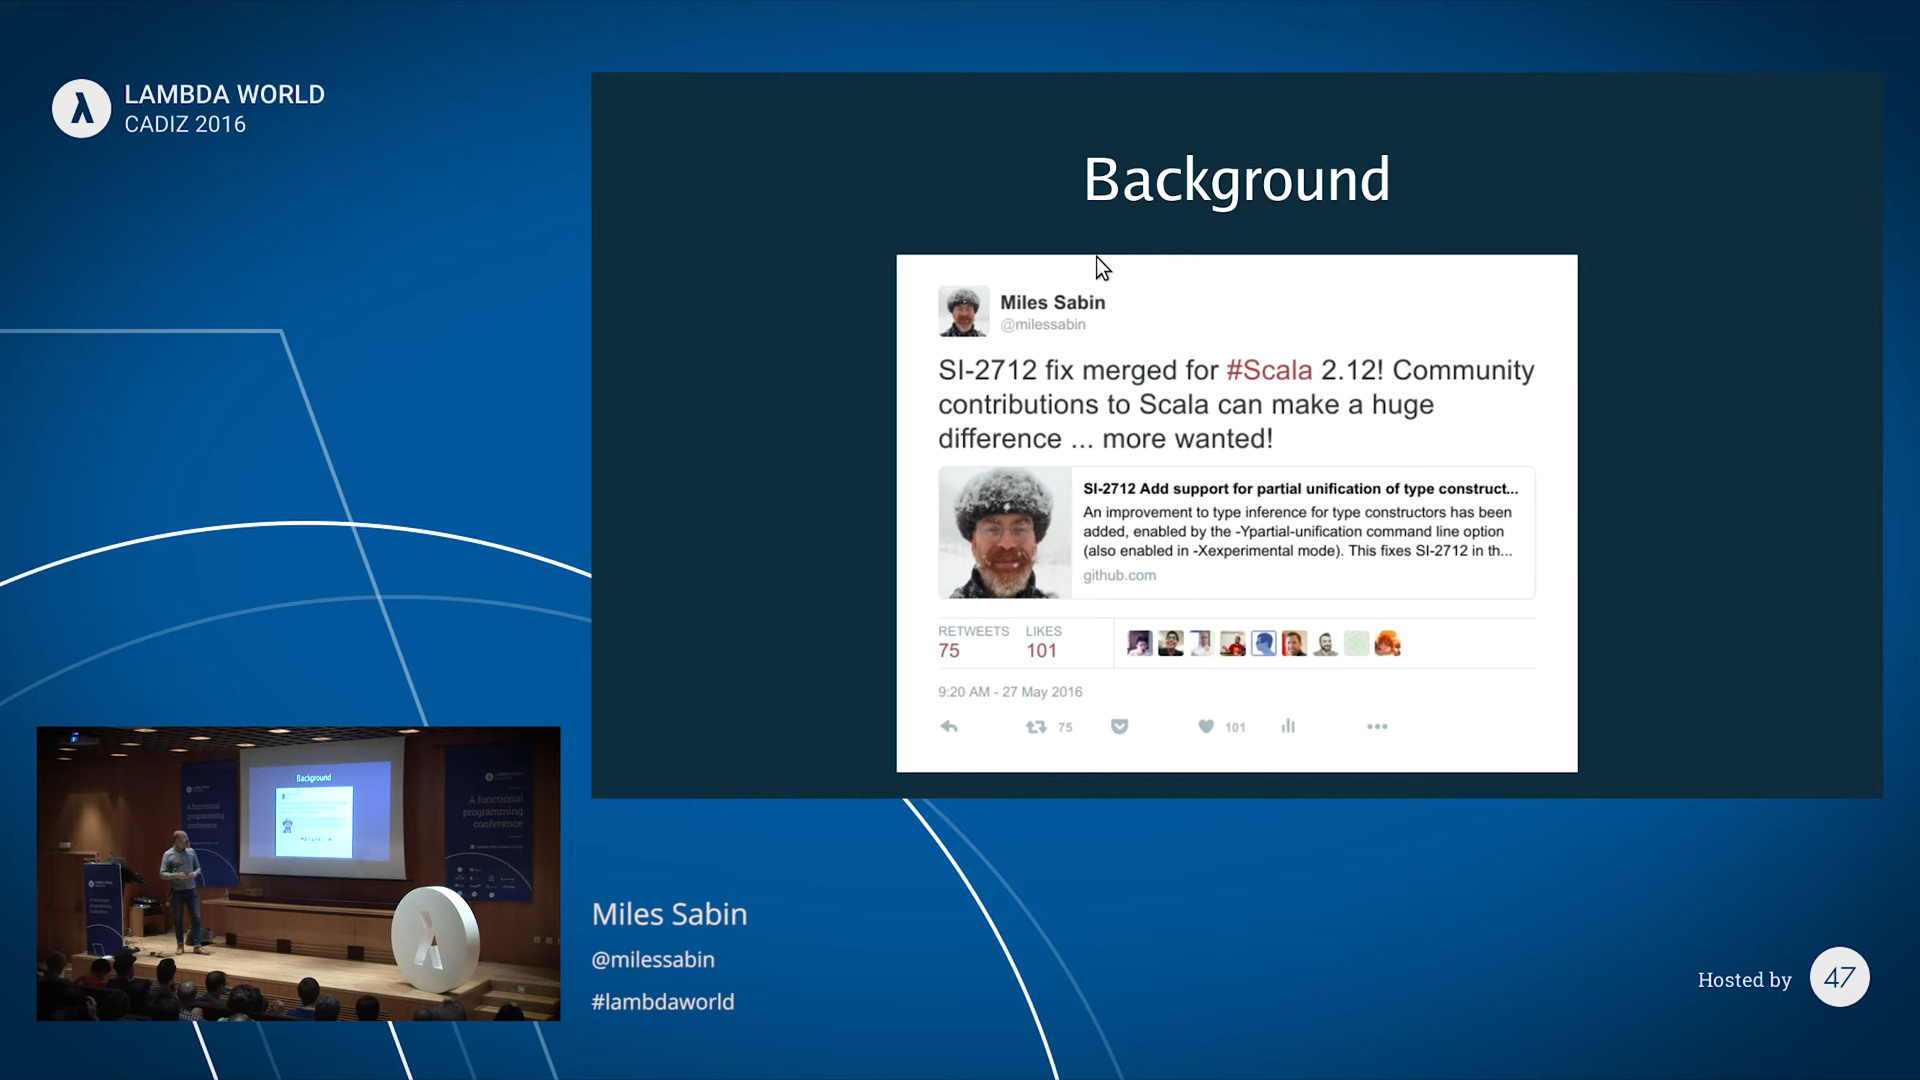 LAMBDA WORLD
CADIZ 2016
Background
Miles Sabin
@milessabin
SI-2712 fix merged for #Scala 2.12! Community
contributions to Scala can make a huge
difference ... more wanted!
SI-2712 Add support for partial unification of type construct...
An improvement to type inference for type constructors has been
added, enabled by the -Ypartial-unification command line option
(also enabled in -Xexperimental mode). This fixes SI-2712 in th...
github.com
RETWEETS LIKES
75 101
9:20 AM - 27 May 2016
75 101
Background
A functional
programming
conference
A functional
programming
conference
Miles Sabin
@milessabin
#lambdaworld
Hosted by 47